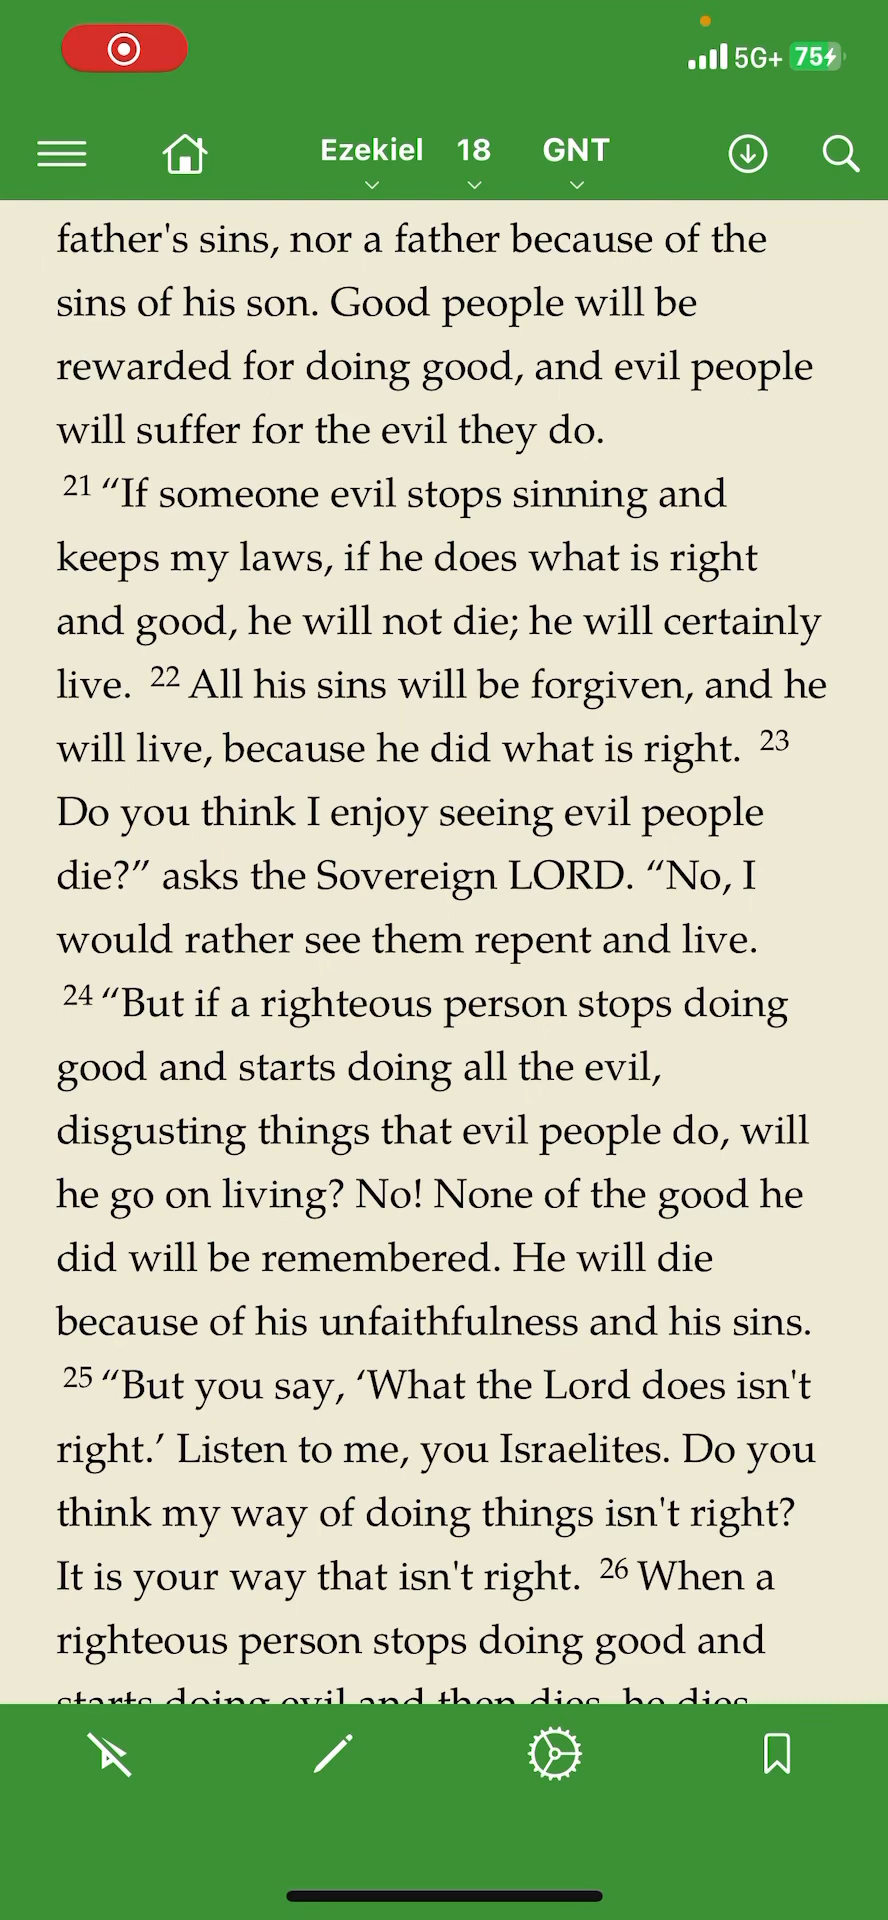 5G+ 75
Ezekiel 18 GNT
father's sins, nor a father because of the
sins of his son. Good people will be
rewarded for doing good, and evil people
will suffer for the evil they do.
21 “If someone evil stops sinning and
keeps my laws, if he does what is right
and good, he will not die; he will certainly
live. 22 All his sins will be forgiven, and he
will live, because he did what is right. 23
Do you think I enjoy seeing evil people
die?” asks the Sovereign LORD. “No, I
would rather see them repent and live.
24 “But if a righteous person stops doing
good and starts doing all the evil,
disgusting things that evil people do, will
he go on living? No! None of the good he
did will be remembered. He will die
because of his unfaithfulness and his sins.
25 “But you say, ‘What the Lord does isn't
right.’ Listen to me, you Israelites. Do you
think my way of doing things isn't right?
It is your way that isn't right. 26 When a
righteous person stops doing good and
starts doing evil and then dies, he dies